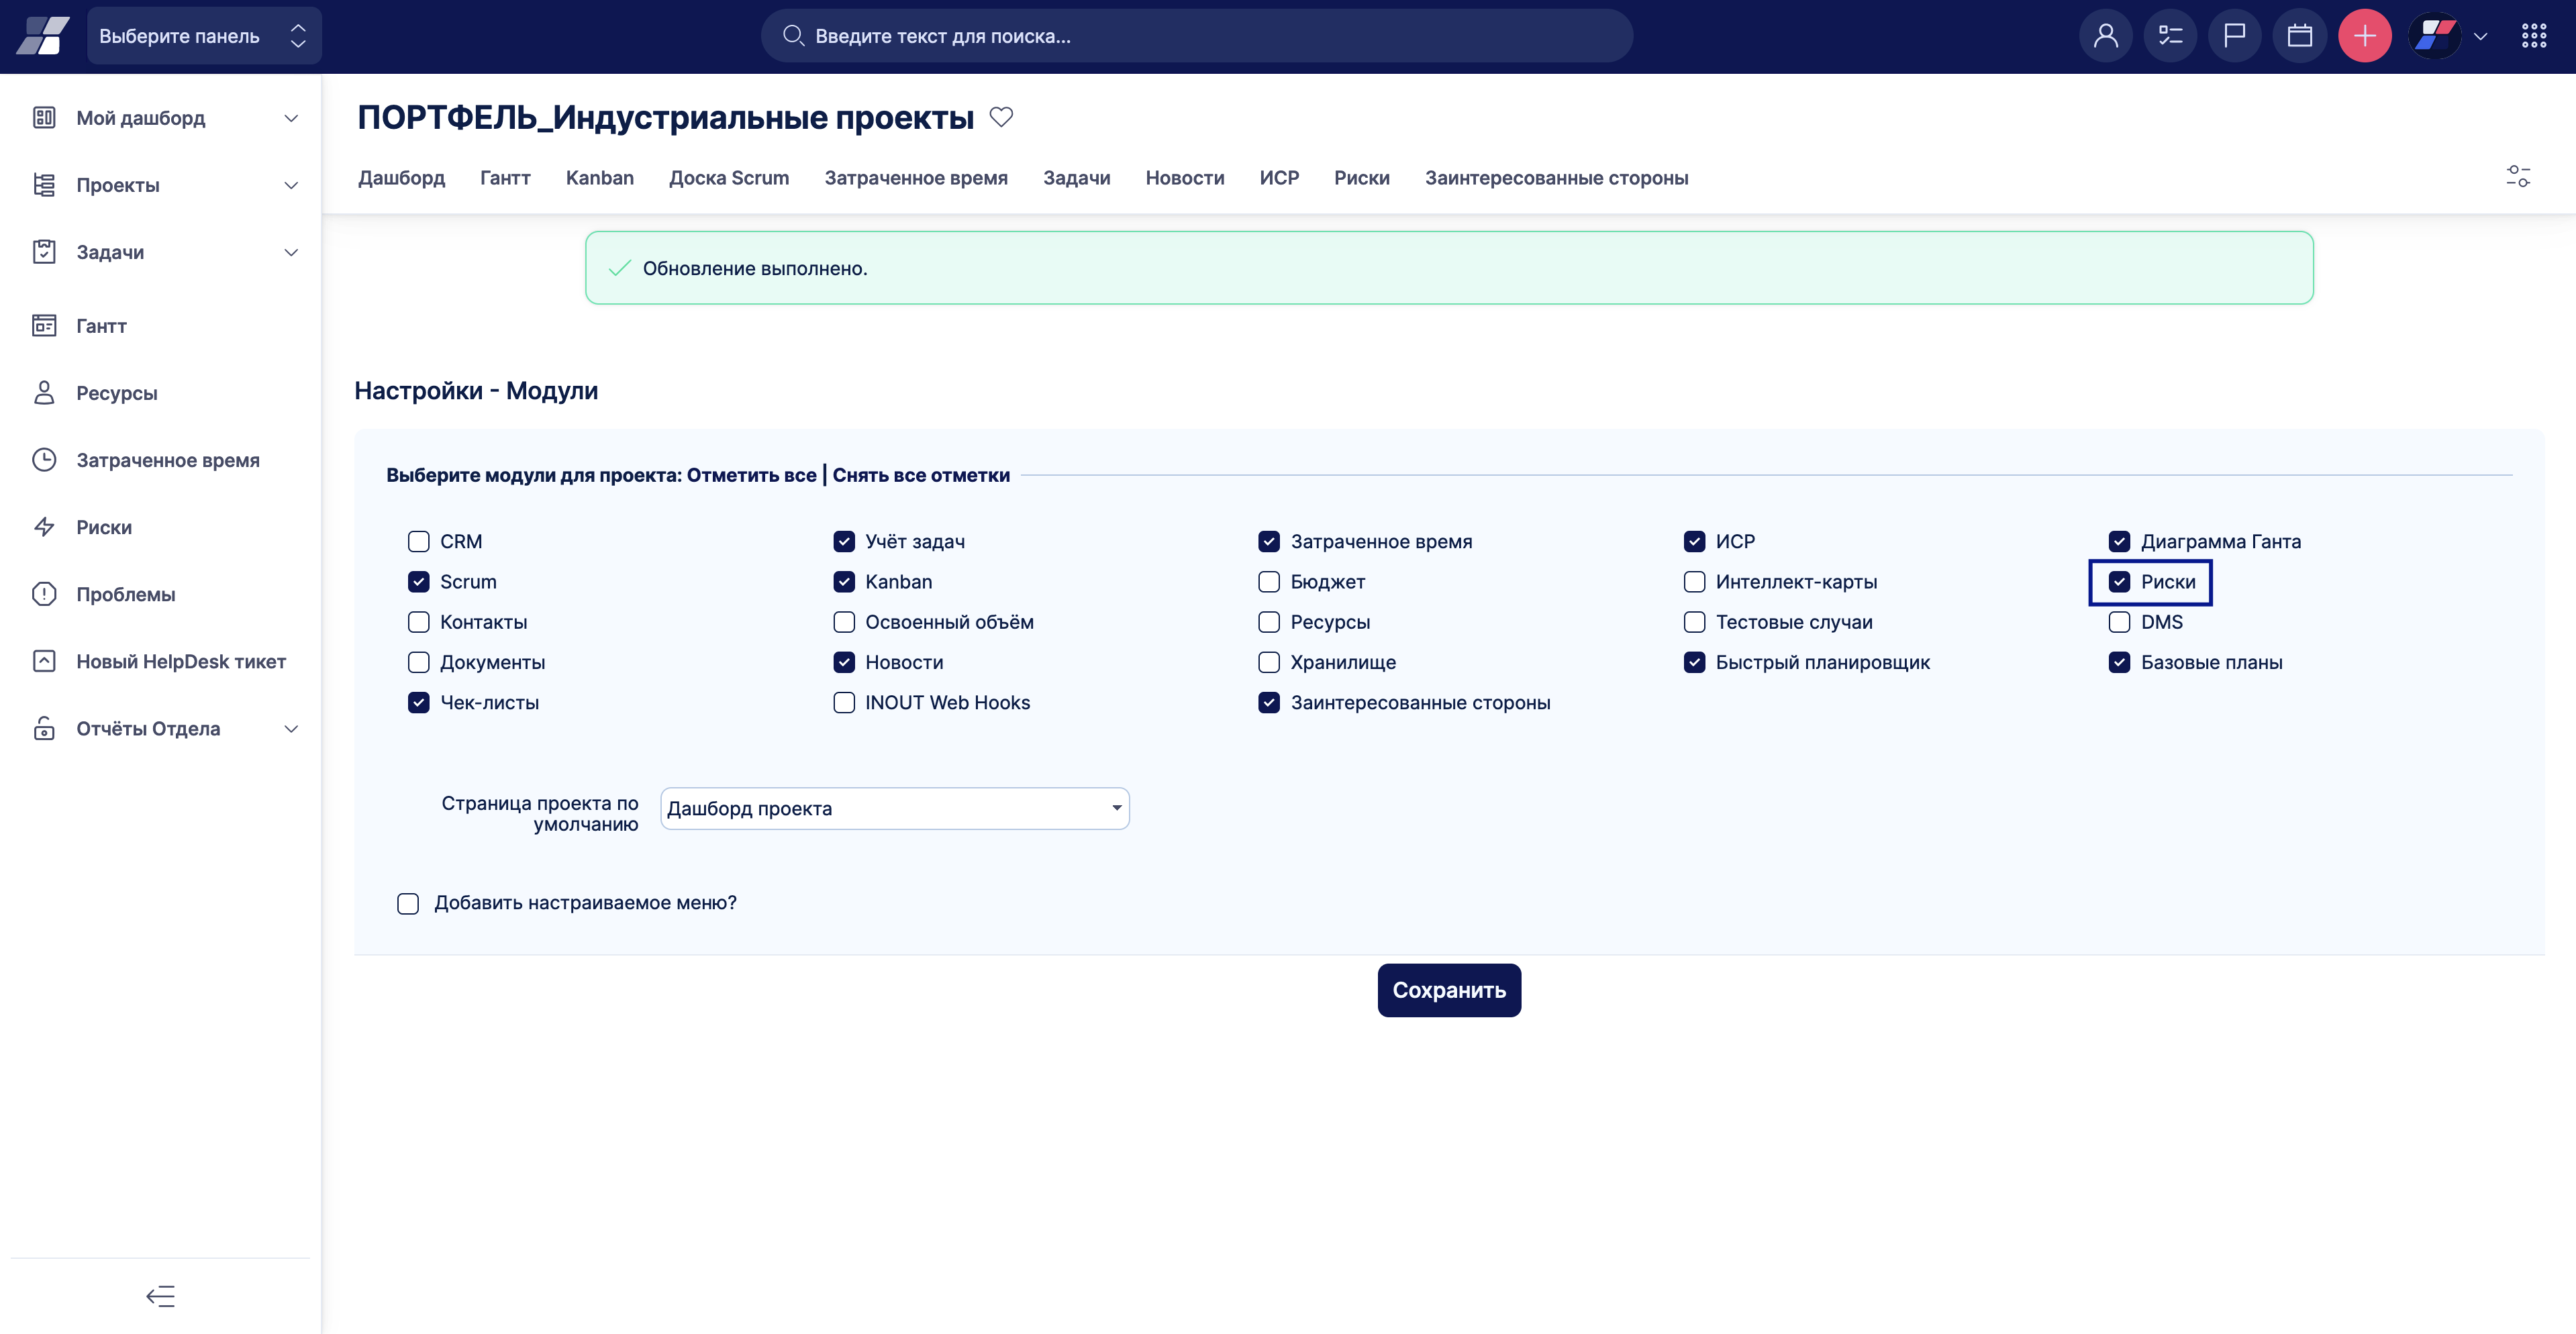 Выберите панель
Введите текст для поиска...
Мой дашборд
Проекты
Задачи
Гантт
Ресурсы
Затраченное время
Риски
Проблемы
Новый HelpDesk тикет
Отчёты Отдела
ПОРТФЕЛЬ_Индустриальные проекты
Дашборд Гантт Kanban Доска Scrum Затраченное время Задачи Новости ИСР Риски Заинтересованные стороны
Обновление выполнено.
Настройки - Модули
Выберите модули для проекта: Отметить все | Снять все отметки
CRM Учёт задач Затраченное время ИСР Диаграмма Ганта
Scrum Kanban Бюджет Интеллект-карты Риски
Контакты Освоенный объём Ресурсы Тестовые случаи DMS
Документы Новости Хранилище Быстрый планировщик Базовые планы
Чек-листы INOUT Web Hooks Заинтересованные стороны
Страница проекта по
умолчанию
Дашборд проекта
Добавить настраиваемое меню?
Сохранить